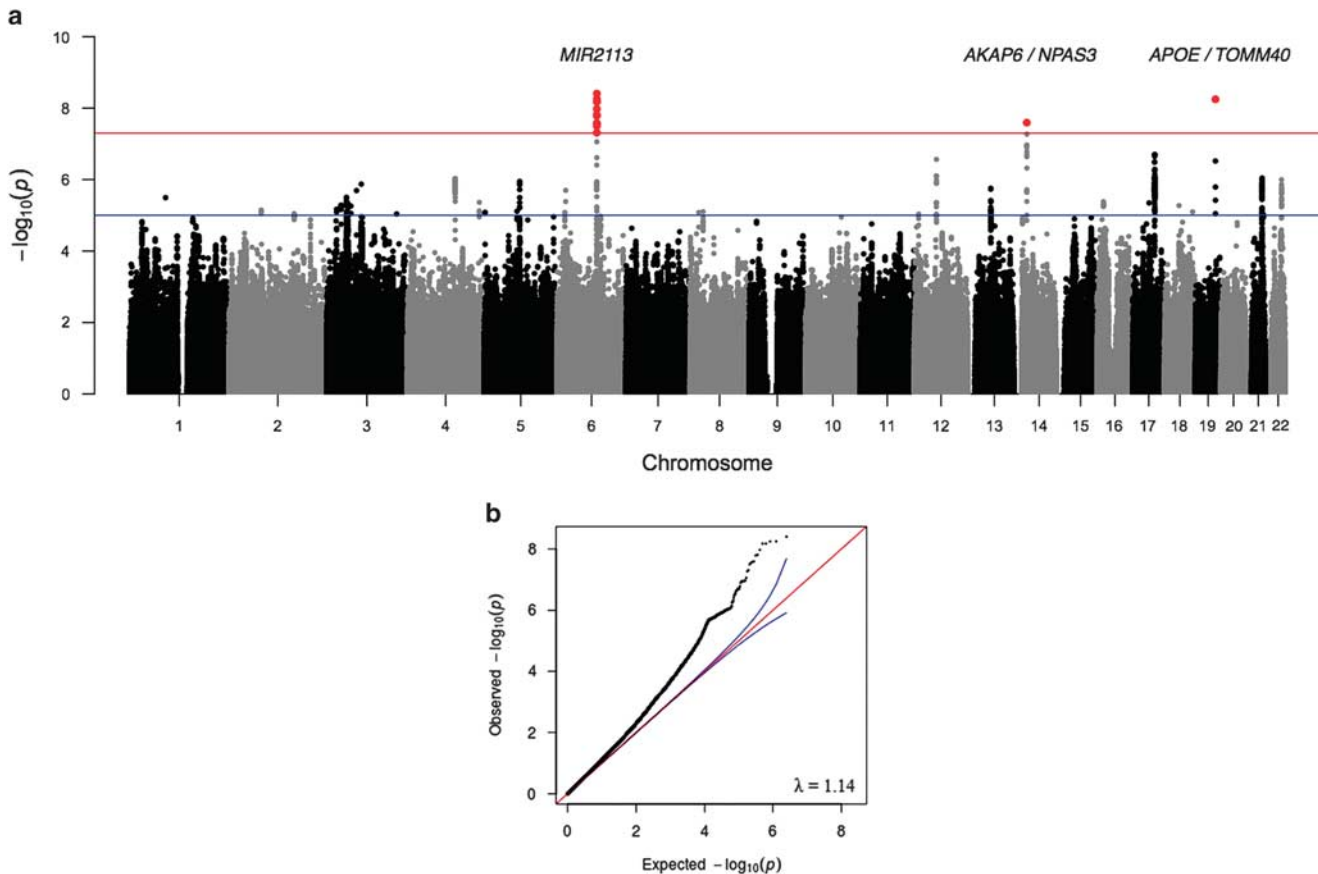 a
10
8
6
4
2
0
−log₁₀(p)
MIR2113
AKAP6 / NPAS3
APOE / TOMM40
1 2 3 4 5 6 7 8 9 10 11 12 13 14 15 16 17 18 19 20 21 22
Chromosome
b
8
6
4
2
0
Observed −log₁₀(p)
λ = 1.14
0 2 4 6 8
Expected −log₁₀(p)